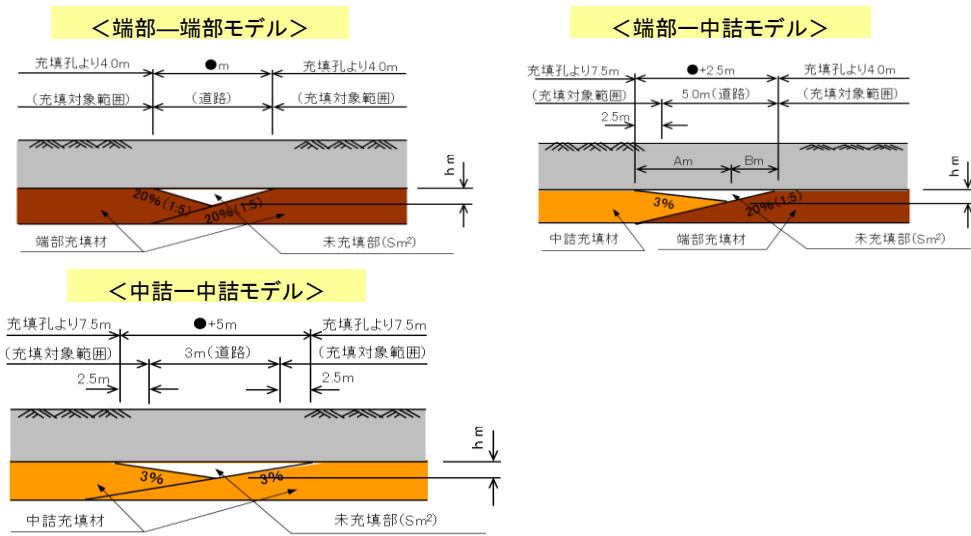 ＜端部―端部モデル＞
充填孔より4.0m
●m
充填孔より4.0m
(充填対象範囲)
(道路)
(充填対象範囲)
hm
20%(1:5)
20%(1:5)
端部充填材
未充填部(Sm²)
＜端部ー中詰モデル＞
充填孔より7.5m
●+2.5m
充填孔より4.0m
(充填対象範囲)
5.0m(道路)
(充填対象範囲)
2.5m
Am
Bm
hm
3%
20%(1:5)
中詰充填材
端部充填材
未充填部(Sm²)
＜中詰ー中詰モデル＞
充填孔より7.5m
●+5m
充填孔より7.5m
(充填対象範囲)
3m(道路)
(充填対象範囲)
2.5m
2.5m
hm
3%
3%
中詰充填材
未充填部(Sm²)